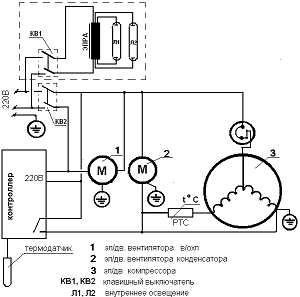 КВ1
ЭПРА
Л1
Л2
220В
КВ2
1
2
3
М
М
контроллер
220В
t°C
РТС
термодатчик
1 эл/дв. вентилятора в/охл
2 эл/дв. вентилятора конденсатора
3 эл/дв компрессора
КВ1, КВ2 клавишный выключатель
Л1, Л2 внутреннее освещение